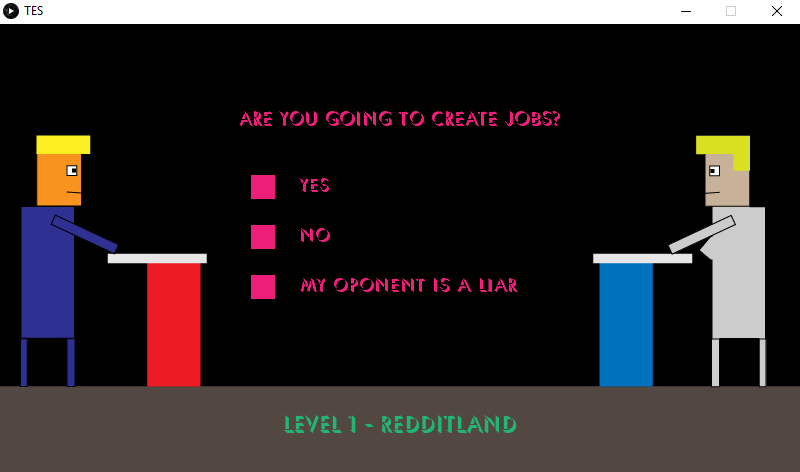 TES
ARE YOU GOING TO CREATE JOBS?
YES
NO
MY OPONENT IS A LIAR
LEVEL 1 - REDDITLAND